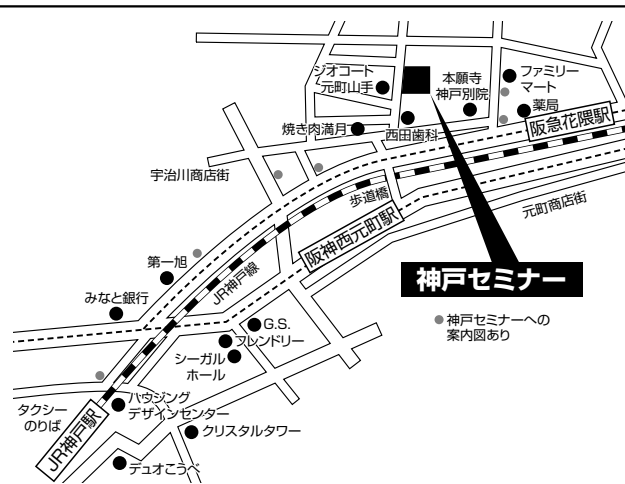 ジオコート
元町山手
本願寺
神戸別院
ファミリー
マート
薬局
焼き肉満月
西田歯科
阪急花隈駅
宇治川商店街
歩道橋
元町商店街
阪神西元町駅
第一旭
JR神戸線
神戸セミナー
みなと銀行
神戸セミナーへの
案内図あり
G.S.
フレンドリー
シーガル
ホール
タクシー
のりば
JR神戸駅
ハウジング
デザインセンター
クリスタルタワー
デュオこうべ